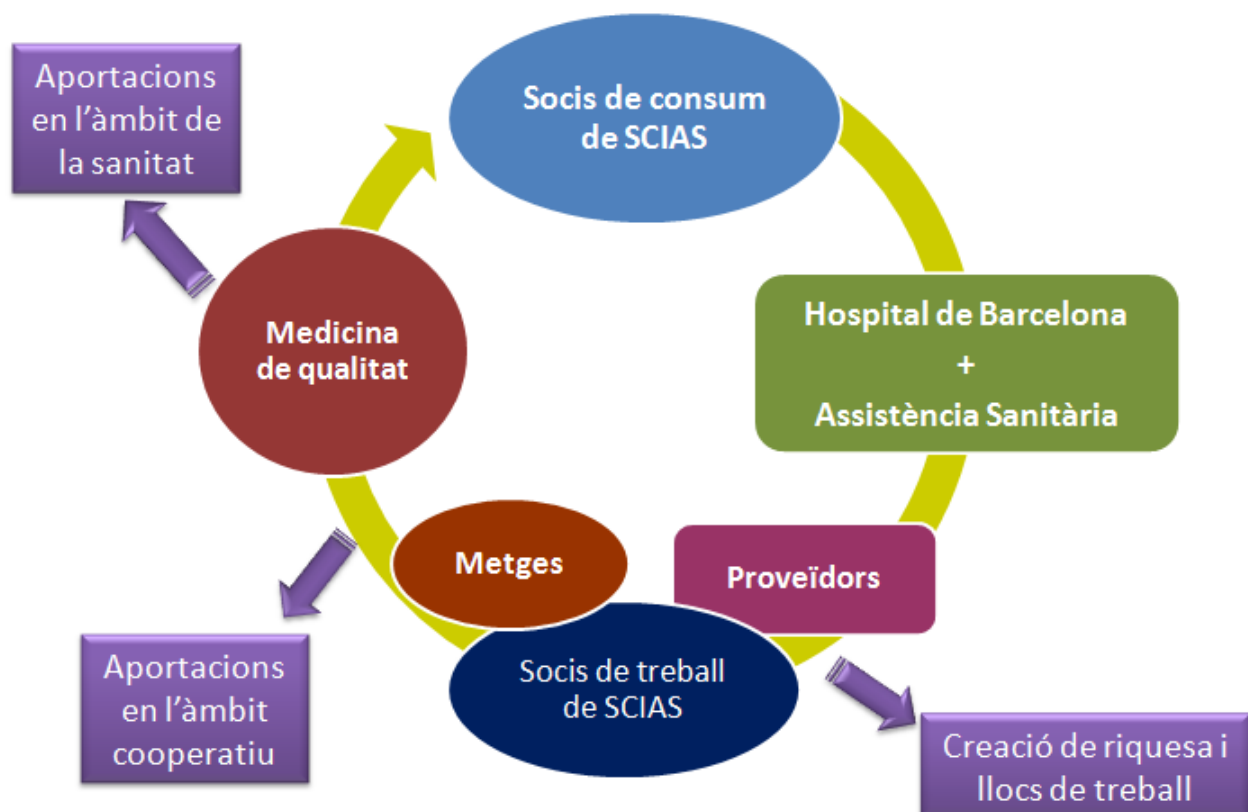 Aportacions
en l'àmbit de
la sanitat
Socis de consum
de SCIAS
Hospital de Barcelona
+
Assistència Sanitària
Medicina
de qualitat
Metges
Proveïdors
Socis de treball
de SCIAS
Aportacions
en l'àmbit
cooperatiu
Creació de riquesa i
llocs de treball